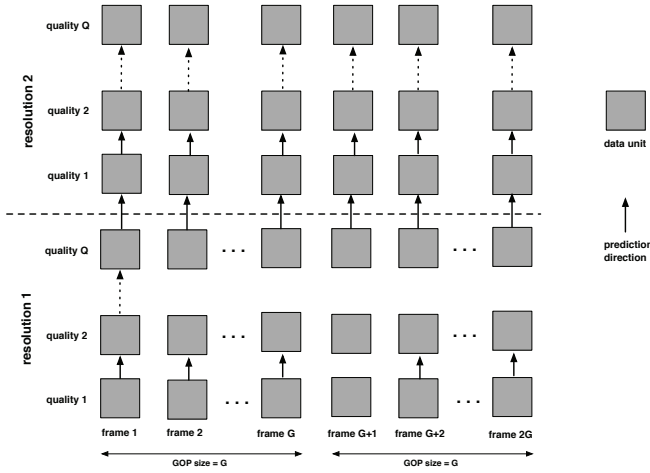 quality Q
resolution 2
quality 2
data unit
quality 1
quality Q
. . .
. . .
prediction
direction
resolution 1
quality 2
. . .
. . .
quality 1
. . .
. . .
frame 1
frame 2
frame G
frame G+1
frame G+2
frame 2G
GOP size = G
GOP size = G